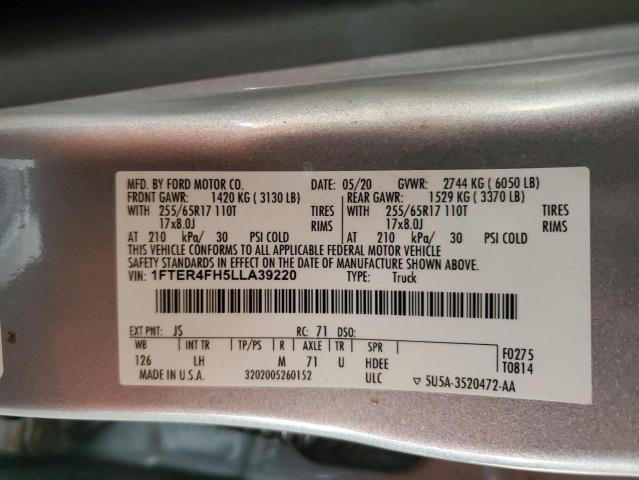 MFD. BY FORD MOTOR CO. DATE: 05/20 GVWR: 2744 KG ( 6050 LB)
FRONT GAWR: 1420 KG ( 3130 LB) REAR GAWR: 1529 KG ( 3370 LB)
WITH 255/65R17 110T TIRES WITH 255/65R17 110T TIRES
17x8.0J RIMS 17x8.0J RIMS
AT 210 kPa/ 30 PSI COLD AT 210 kPa/ 30 PSI COLD
THIS VEHICLE CONFORMS TO ALL APPLICABLE FEDERAL MOTOR VEHICLE
SAFETY STANDARDS IN EFFECT ON THE DATE OF MANUFACTURE SHOWN ABOVE.
VIN: 1FTER4FH5LLA39220 TYPE: Truck
EXT PNT: JS RC: 71 DSO:
WB INT TR TP/PS R AXLE TR SPR F0275
126 LH M 71 U HDEE T0814
MADE IN U.S.A. 3202005260152 ULC ▽ 5U5A-3520472-AA